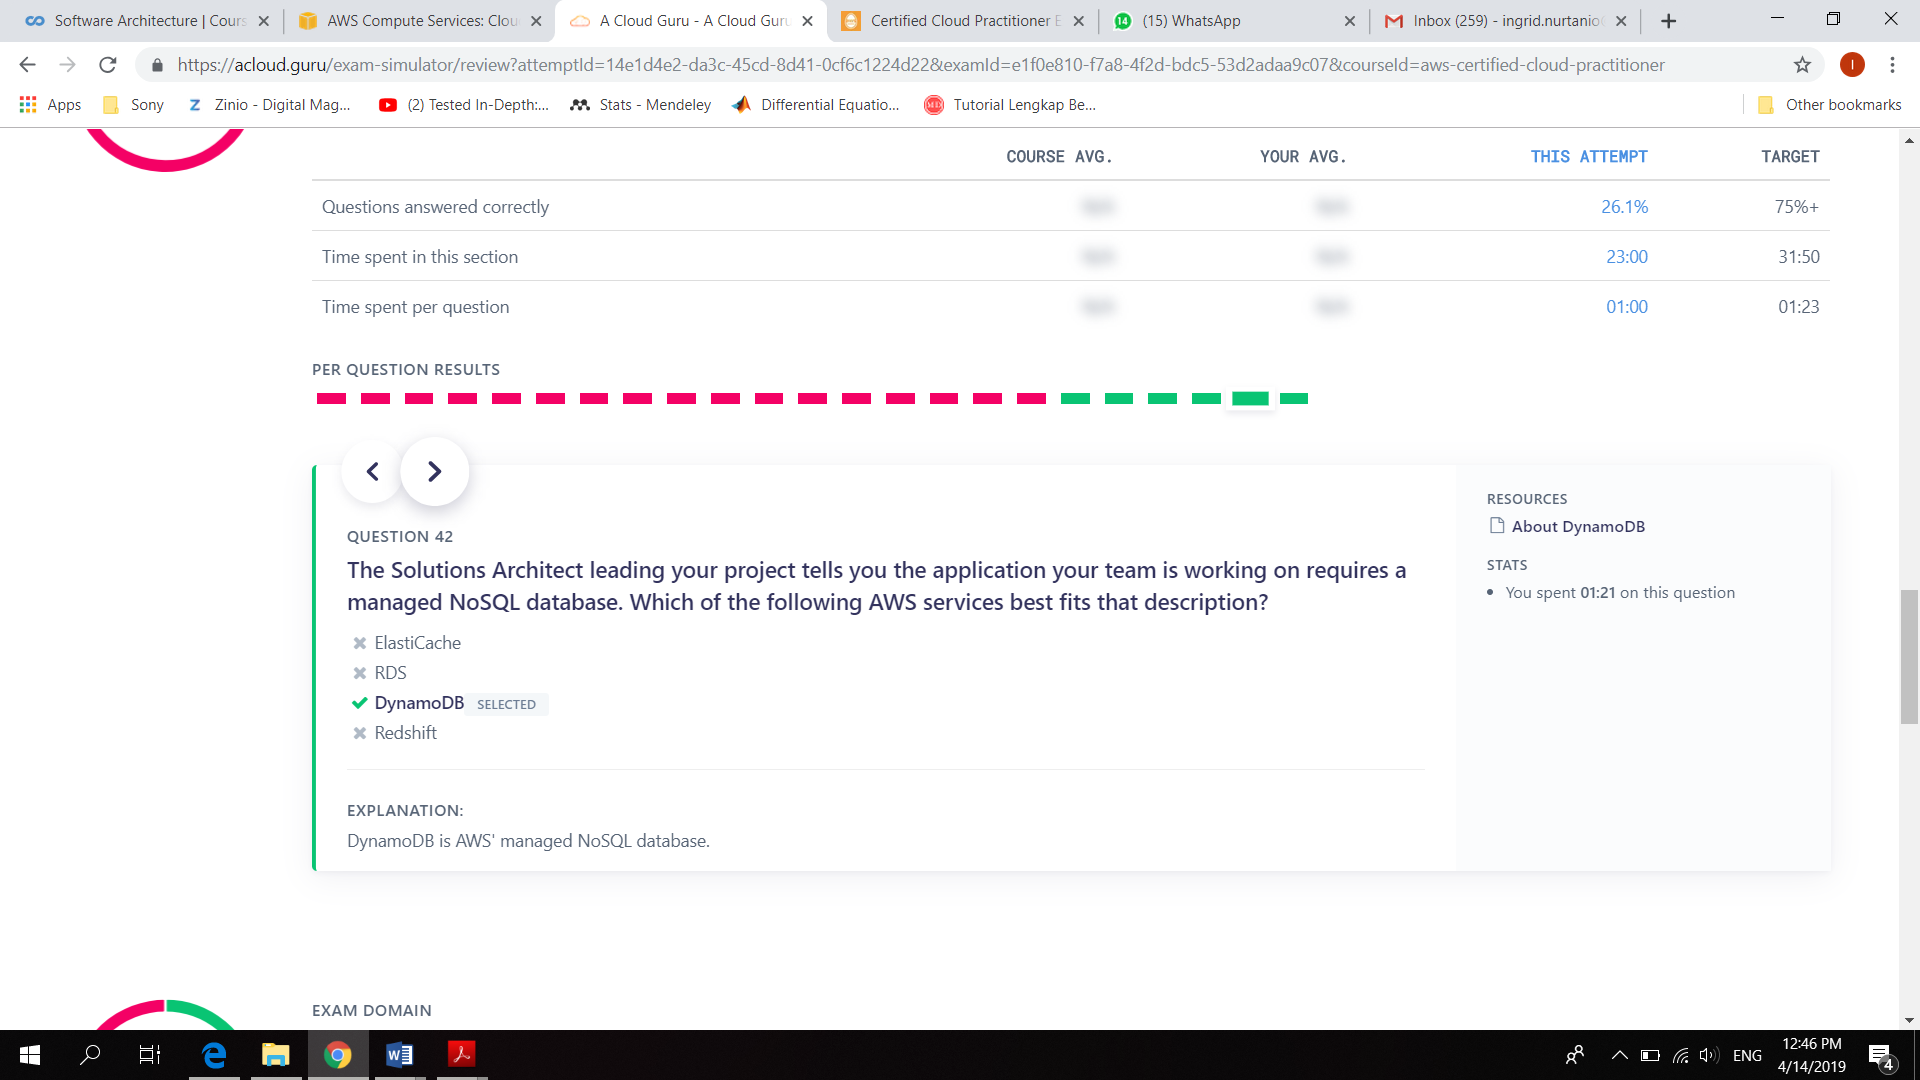 Software Architecture | Cours
AWS Compute Services: Clou
A Cloud Guru - A Cloud Guru
Certified Cloud Practitioner E
(15) WhatsApp
Inbox (259) - ingrid.nurtanio
https://acloud.guru/exam-simulator/review?attemptId=14e1d4e2-da3c-45cd-8d41-0cf6c1224d22&examId=e1f0e810-f7a8-4f2d-bdc5-53d2adaa9c07&courseId=aws-certified-cloud-practitioner
I
Apps
Sony
Zinio - Digital Mag...
(2) Tested In-Depth:...
Stats - Mendeley
Differential Equatio...
Tutorial Lengkap Be...
Other bookmarks
COURSE AVG. YOUR AVG. THIS ATTEMPT TARGET
Questions answered correctly 26.1% 75%+
Time spent in this section 23:00 31:50
Time spent per question 01:00 01:23
PER QUESTION RESULTS
QUESTION 42
The Solutions Architect leading your project tells you the application your team is working on requires a
managed NoSQL database. Which of the following AWS services best fits that description?
ElastiCache
RDS
DynamoDB SELECTED
Redshift
EXPLANATION:
DynamoDB is AWS' managed NoSQL database.
RESOURCES
About DynamoDB
STATS
You spent 01:21 on this question
EXAM DOMAIN
ENG
12:46 PM
4/14/2019
4